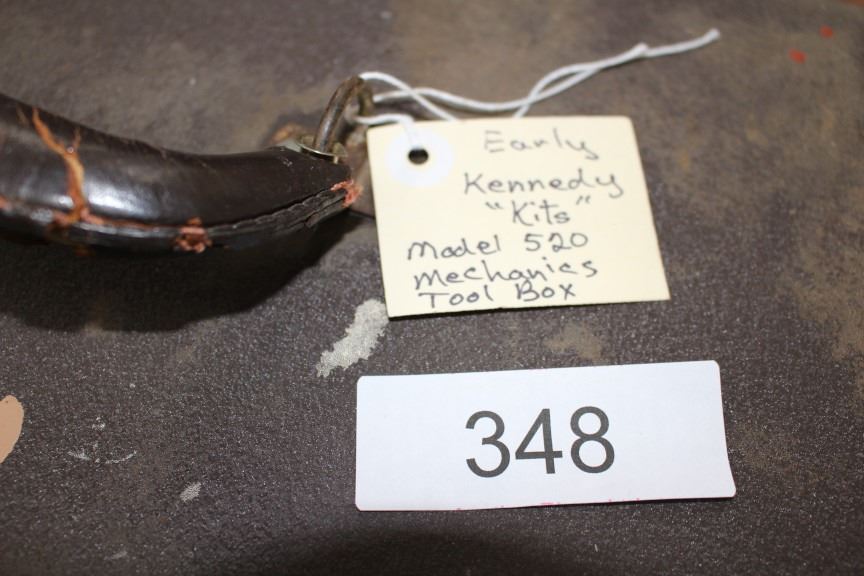 Early
Kennedy
"Kits"
Model 520
Mechanics
Tool Box
348